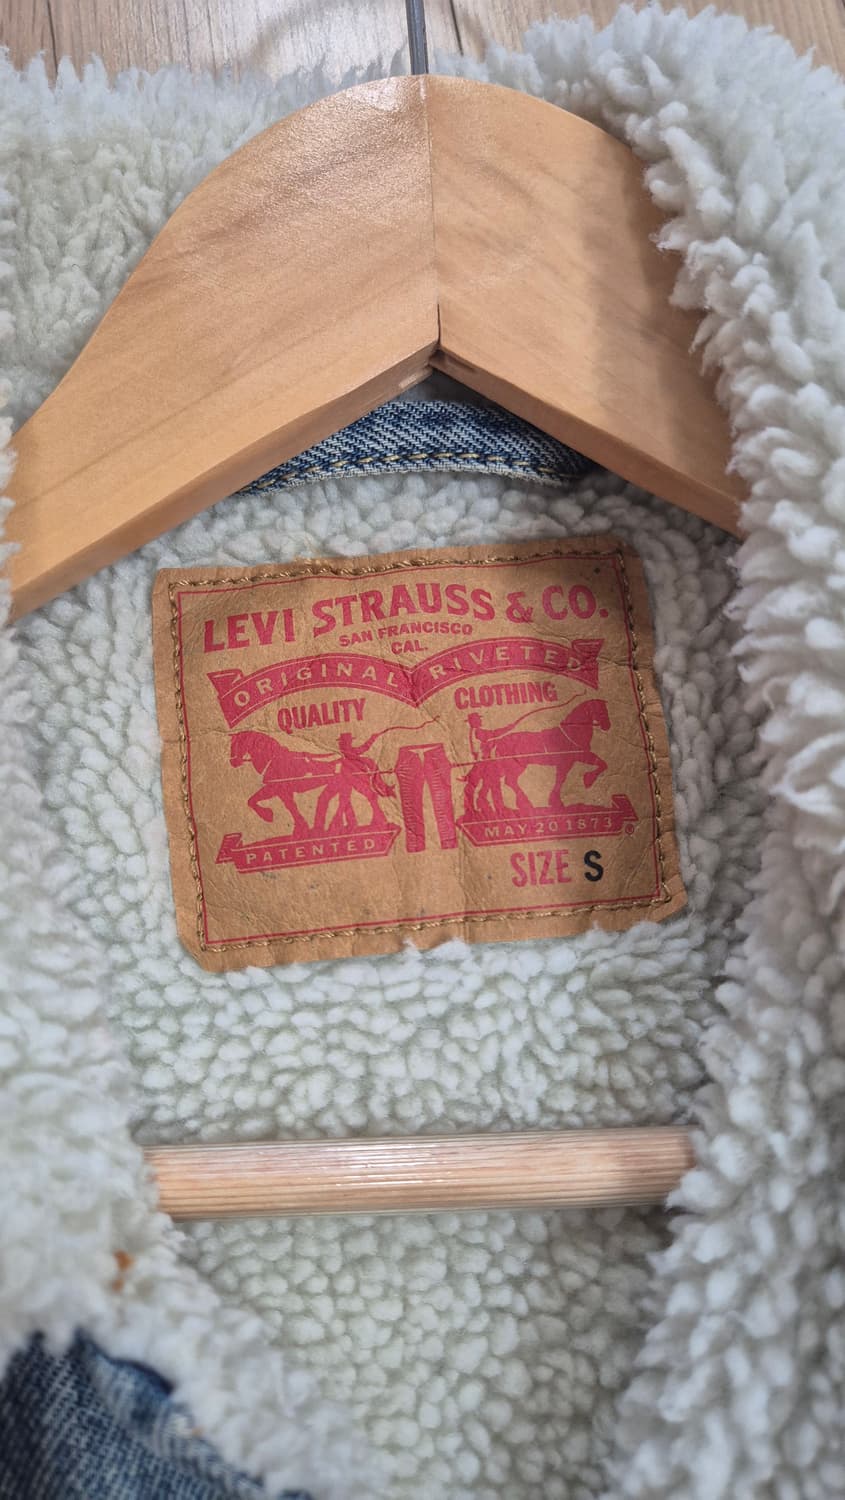 LEVI STRAUSS & CO.
SAN FRANCISCO
CAL.
ORIGINAL RIVETED
QUALITY CLOTHING
PATENTED MAY 20 1873 ®
SIZE S